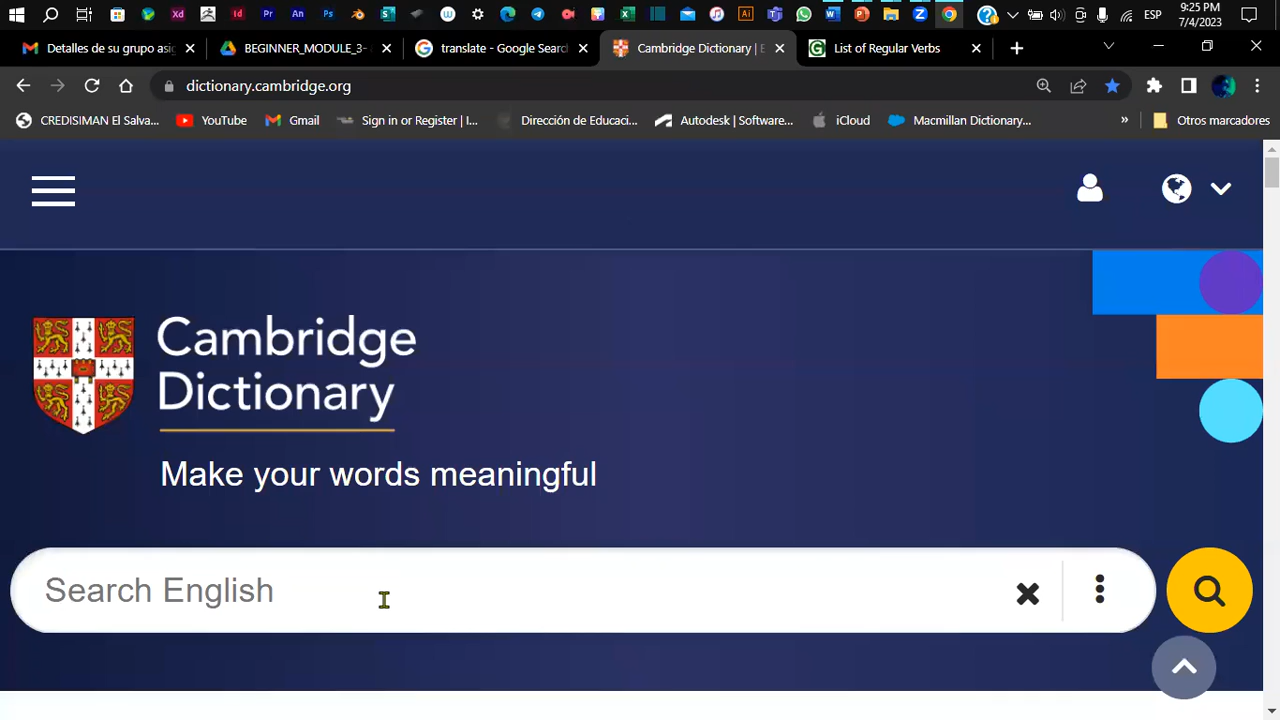 9:25 PM
ESP
7/4/2023
Detalles de su grupo asig
BEGINNER_MODULE_3-
translate - Google Search
Cambridge Dictionary | E
List of Regular Verbs
dictionary.cambridge.org
CREDISIMAN El Salva...
YouTube
Gmail
Sign in or Register | I...
Dirección de Educaci...
Autodesk | Software...
iCloud
Macmillan Dictionary...
»
Otros marcadores
Cambridge
Dictionary
Make your words meaningful
Search English